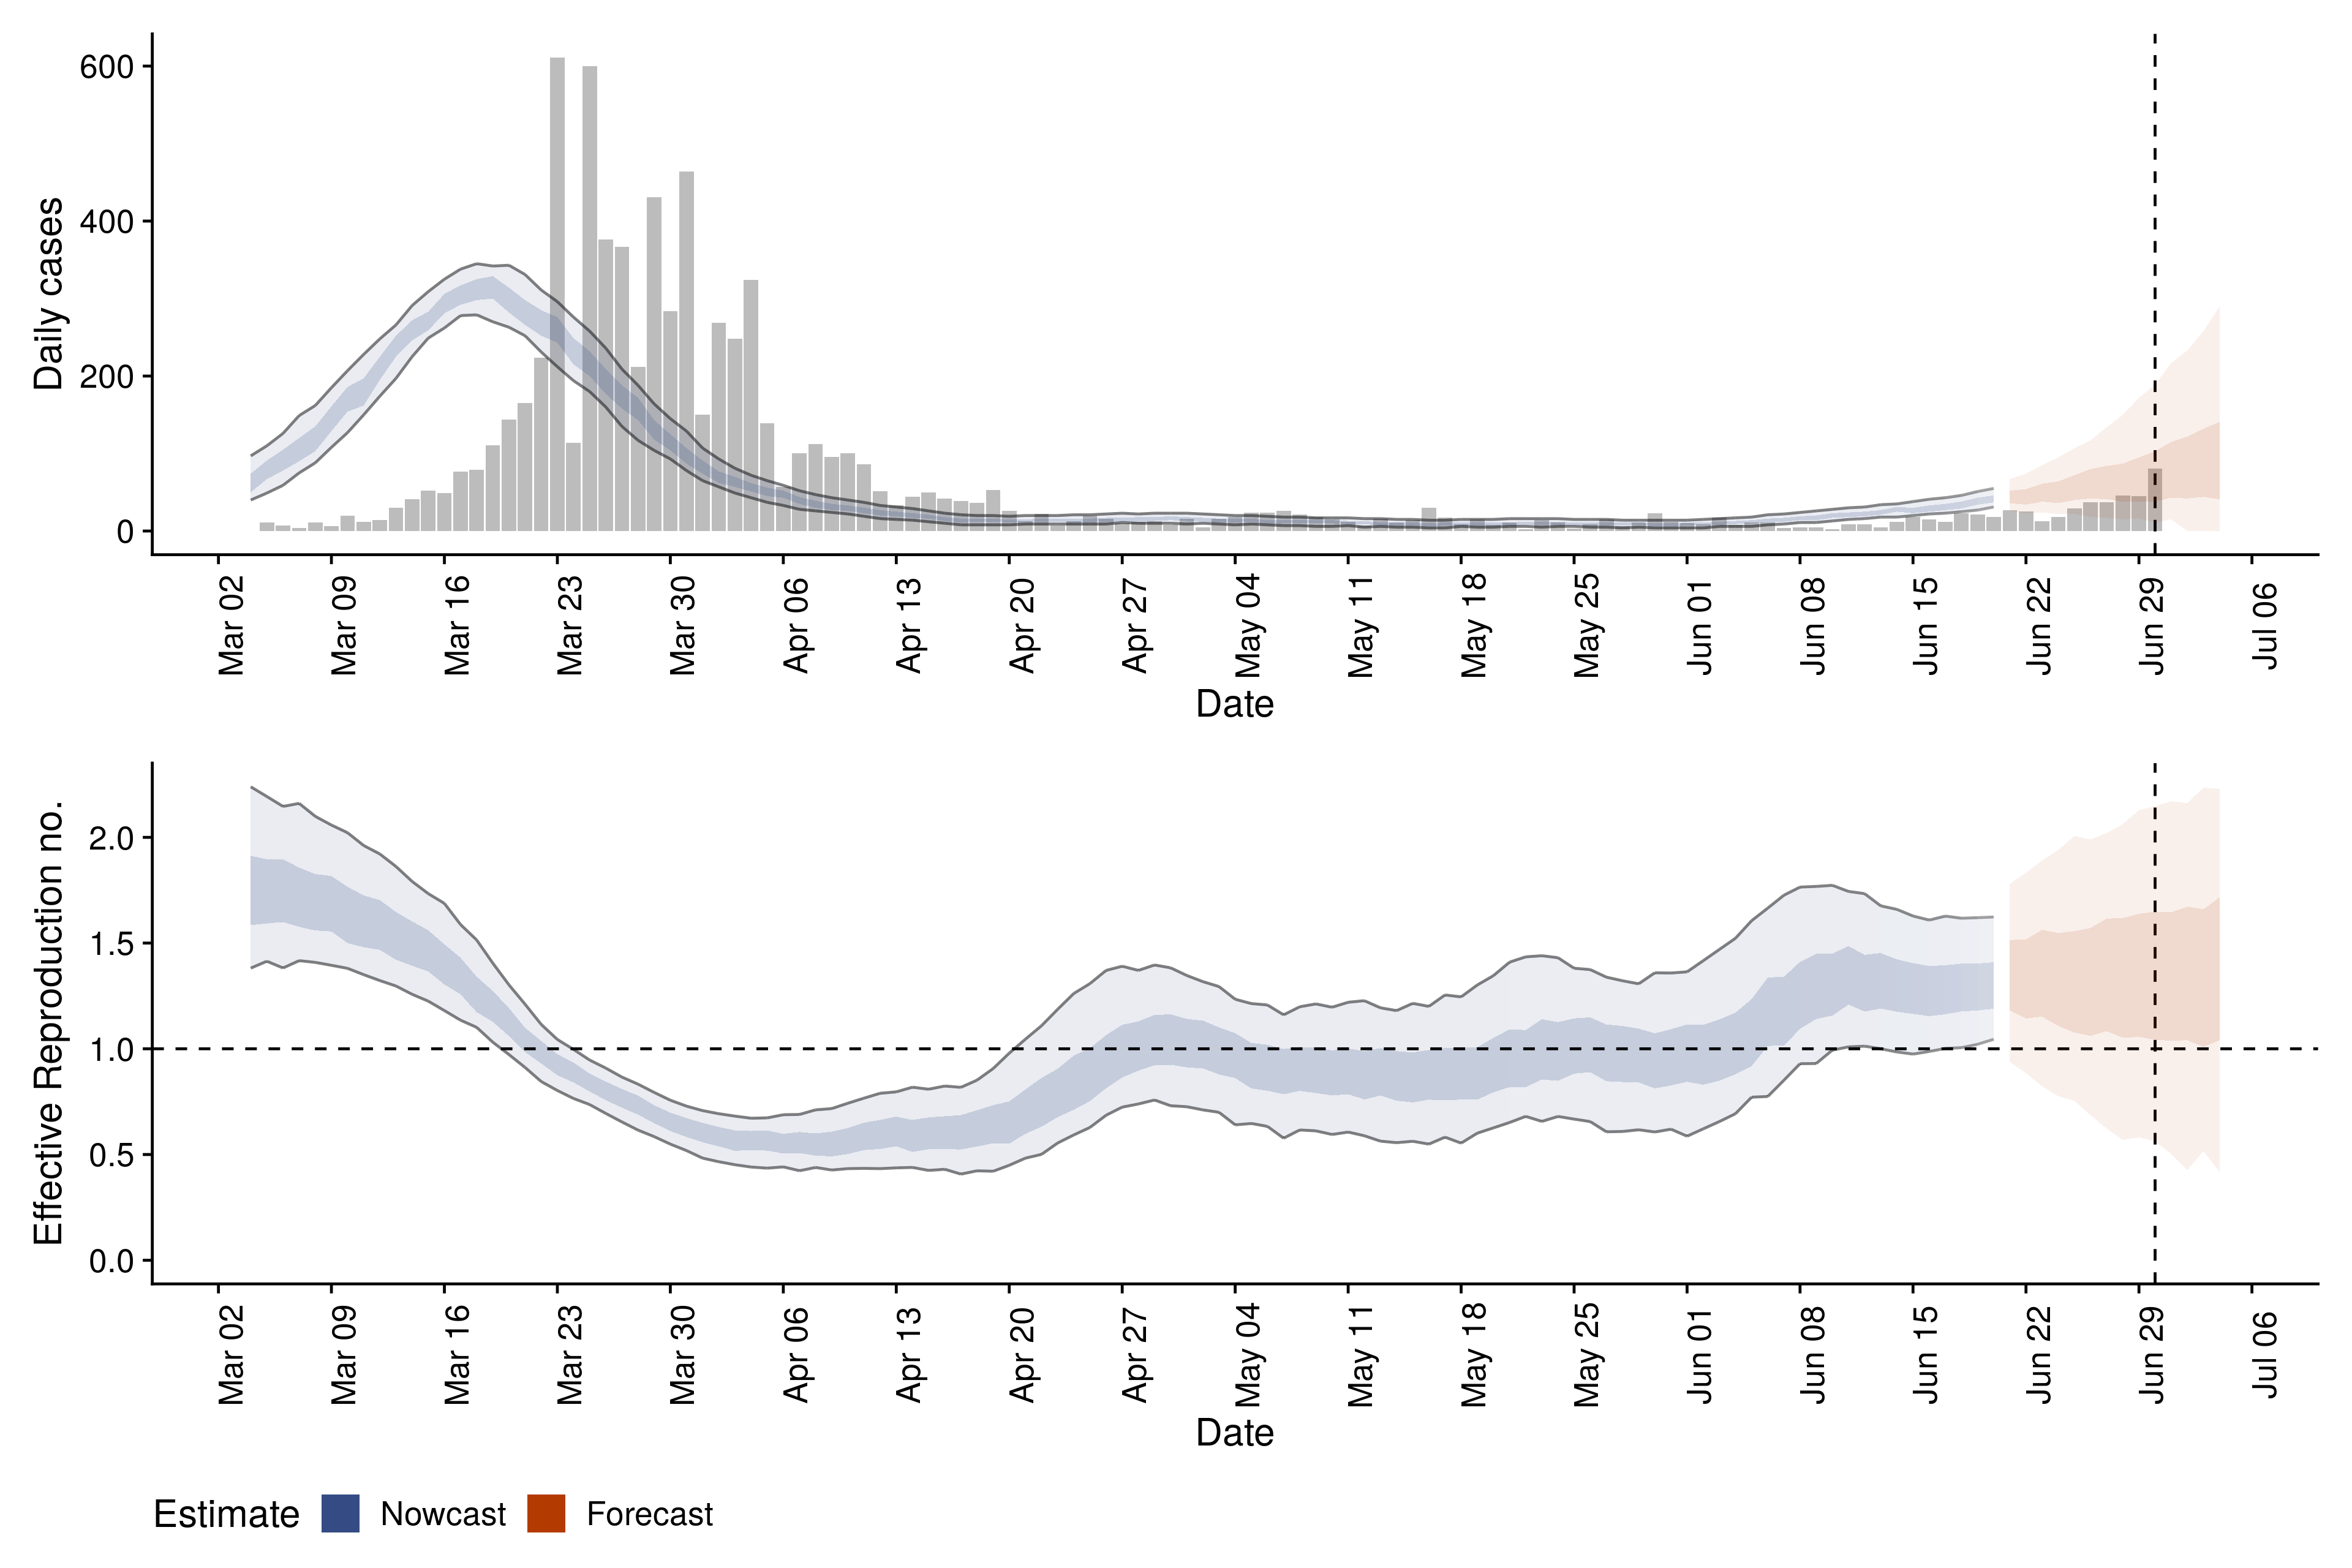 Daily cases
600
400
200
0
Mar 02
Mar 09
Mar 16
Mar 23
Mar 30
Apr 06
Apr 13
Apr 20
Apr 27
May 04
May 11
May 18
May 25
Jun 01
Jun 08
Jun 15
Jun 22
Jun 29
Jul 06
Date
Effective Reproduction no.
2.0
1.5
1.0
0.5
0.0
Mar 02
Mar 09
Mar 16
Mar 23
Mar 30
Apr 06
Apr 13
Apr 20
Apr 27
May 04
May 11
May 18
May 25
Jun 01
Jun 08
Jun 15
Jun 22
Jun 29
Jul 06
Date
Estimate Nowcast Forecast